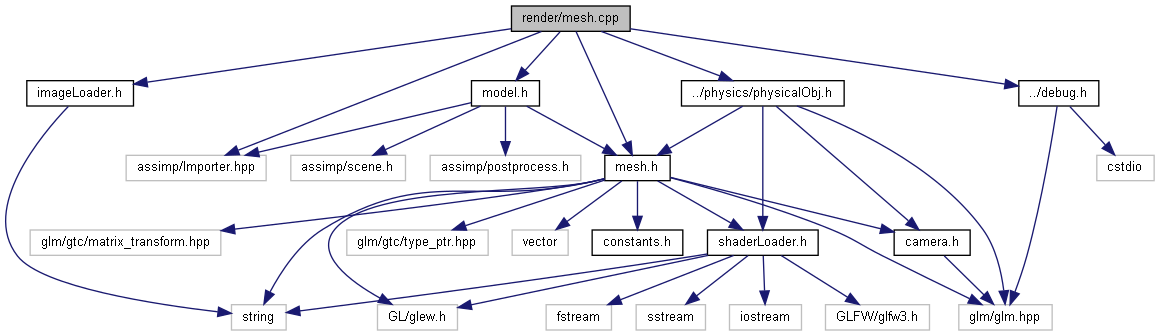 render/mesh.cpp
imageLoader.h
model.h
../physics/physicalObj.h
../debug.h
assimp/Importer.hpp
assimp/scene.h
assimp/postprocess.h
mesh.h
cstdio
glm/gtc/matrix_transform.hpp
glm/gtc/type_ptr.hpp
vector
constants.h
shaderLoader.h
camera.h
string
GL/glew.h
fstream
sstream
iostream
GLFW/glfw3.h
glm/glm.hpp